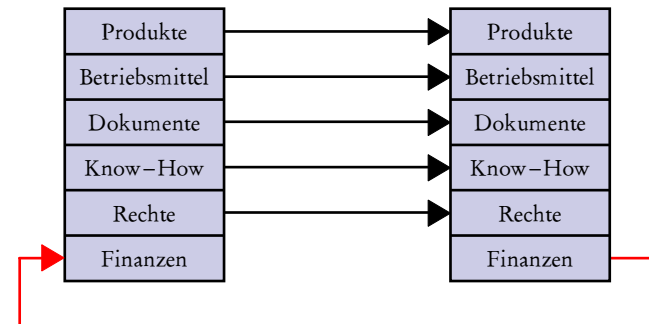 Produkte
Produkte
Betriebsmittel
Betriebsmittel
Dokumente
Dokumente
Know–How
Know–How
Rechte
Rechte
Finanzen
Finanzen